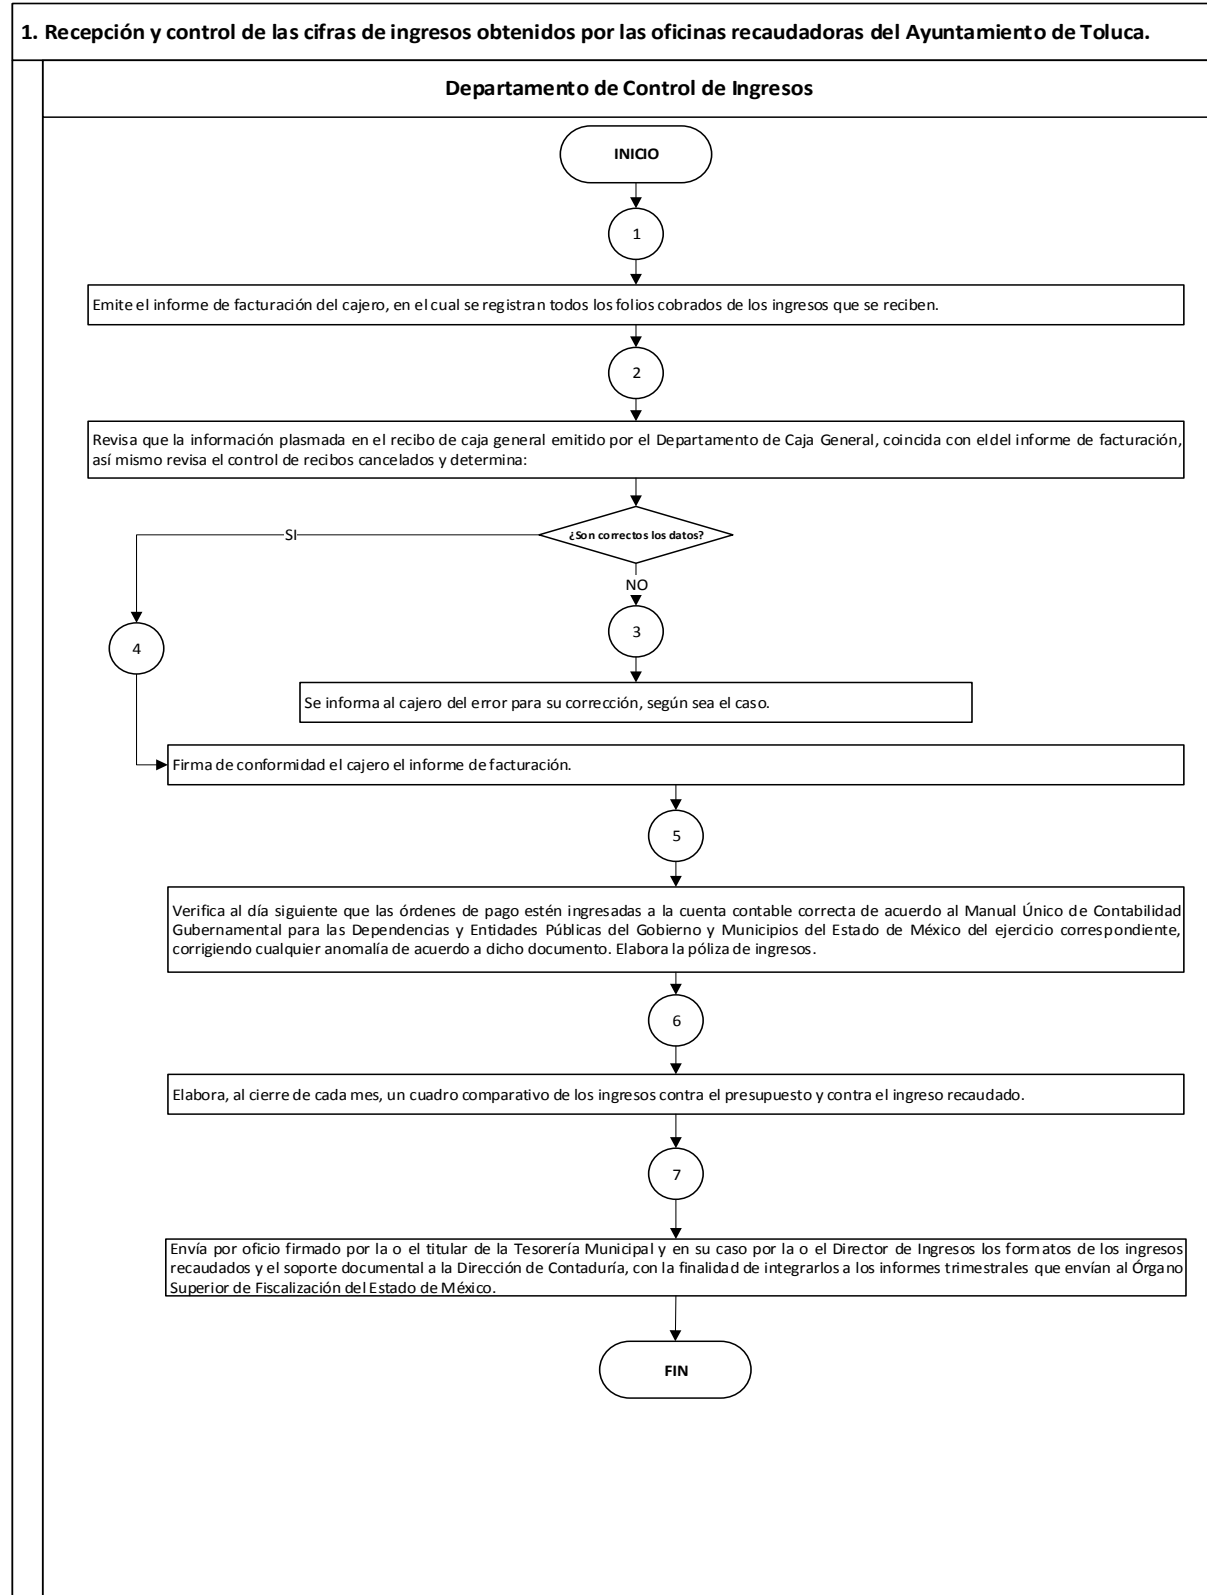 1. Recepción y control de las cifras de ingresos obtenidos por las oficinas recaudadoras del Ayuntamiento de Toluca.
Departamento de Control de Ingresos
INICIO
1
Emite el informe de facturación del cajero, en el cual se registran todos los folios cobrados de los ingresos que se reciben.
2
Revisa que la información plasmada en el recibo de caja general emitido por el Departamento de Caja General, coincida con el del informe de facturación,
así mismo revisa el control de recibos cancelados y determina:
¿Son correctos los datos?
SI
NO
3
4
Se informa al cajero del error para su corrección, según sea el caso.
Firma de conformidad el cajero el informe de facturación.
5
Verifica al día siguiente que las órdenes de pago estén ingresadas a la cuenta contable correcta de acuerdo al Manual Único de Contabilidad
Gubernamental para las Dependencias y Entidades Públicas del Gobierno y Municipios del Estado de México del ejercicio correspondiente,
corrigiendo cualquier anomalía de acuerdo a dicho documento. Elabora la póliza de ingresos.
6
Elabora, al cierre de cada mes, un cuadro comparativo de los ingresos contra el presupuesto y contra el ingreso recaudado.
7
Envía por oficio firmado por la o el titular de la Tesorería Municipal y en su caso por la o el Director de Ingresos los formatos de los ingresos
recaudados y el soporte documental a la Dirección de Contaduría, con la finalidad de integrarlos a los informes trimestrales que envían al Órgano
Superior de Fiscalización del Estado de México.
FIN